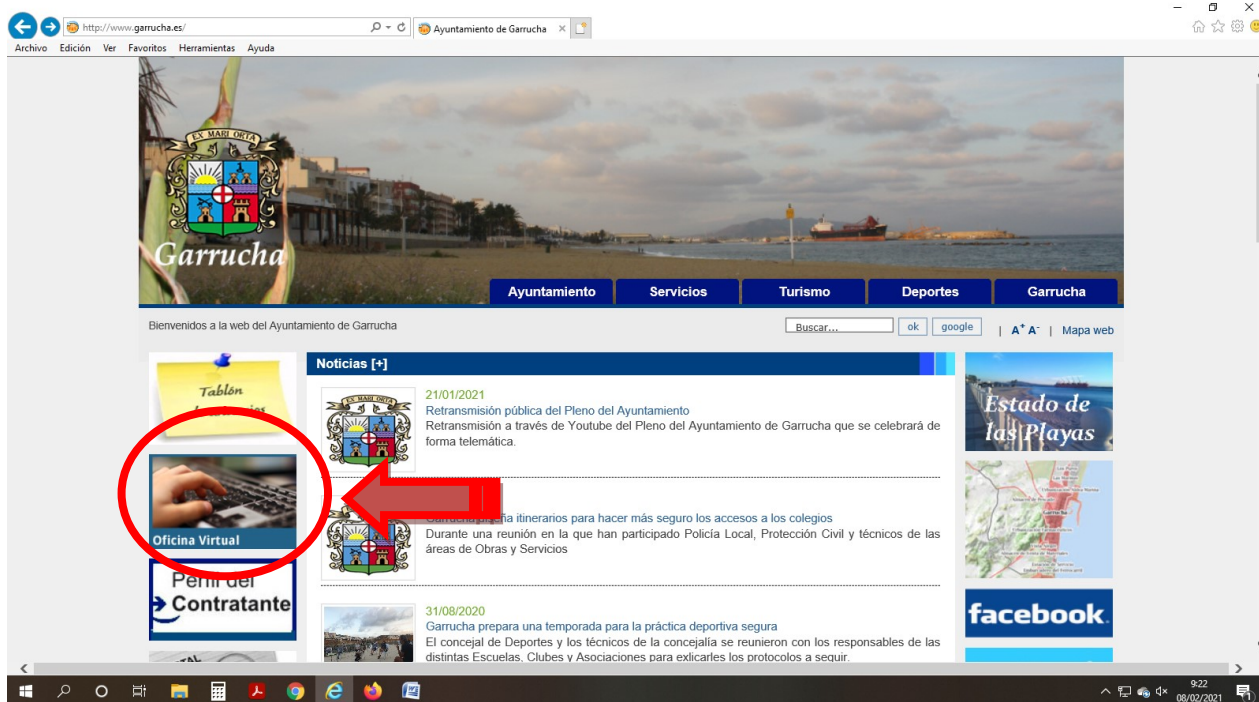 http://www.garrucha.es/
Ayuntamiento de Garrucha
Archivo Edición Ver Favoritos Herramientas Ayuda
EX MARI ORTA
Garrucha
Ayuntamiento Servicios Turismo Deportes Garrucha
Bienvenidos a la web del Ayuntamiento de Garrucha
Buscar... ok google | A+ A- | Mapa web
Tablón
Oficina Virtual
Perfil del
Contratante
Noticias [+]
21/01/2021
Retransmisión pública del Pleno del Ayuntamiento
Retransmisión a través de Youtube del Pleno del Ayuntamiento de Garrucha que se celebrará de
forma telemática.
itinerarios para hacer más seguro los accesos a los colegios
Durante una reunión en la que han participado Policía Local, Protección Civil y técnicos de las
áreas de Obras y Servicios
31/08/2020
Garrucha prepara una temporada para la práctica deportiva segura
El concejal de Deportes y los técnicos de la concejalía se reunieron con los responsables de las
distintas Escuelas, Clubes y Asociaciones para exlicarles los protocolos a seguir.
Estado de
las Playas
facebook.
9:22
08/02/2021